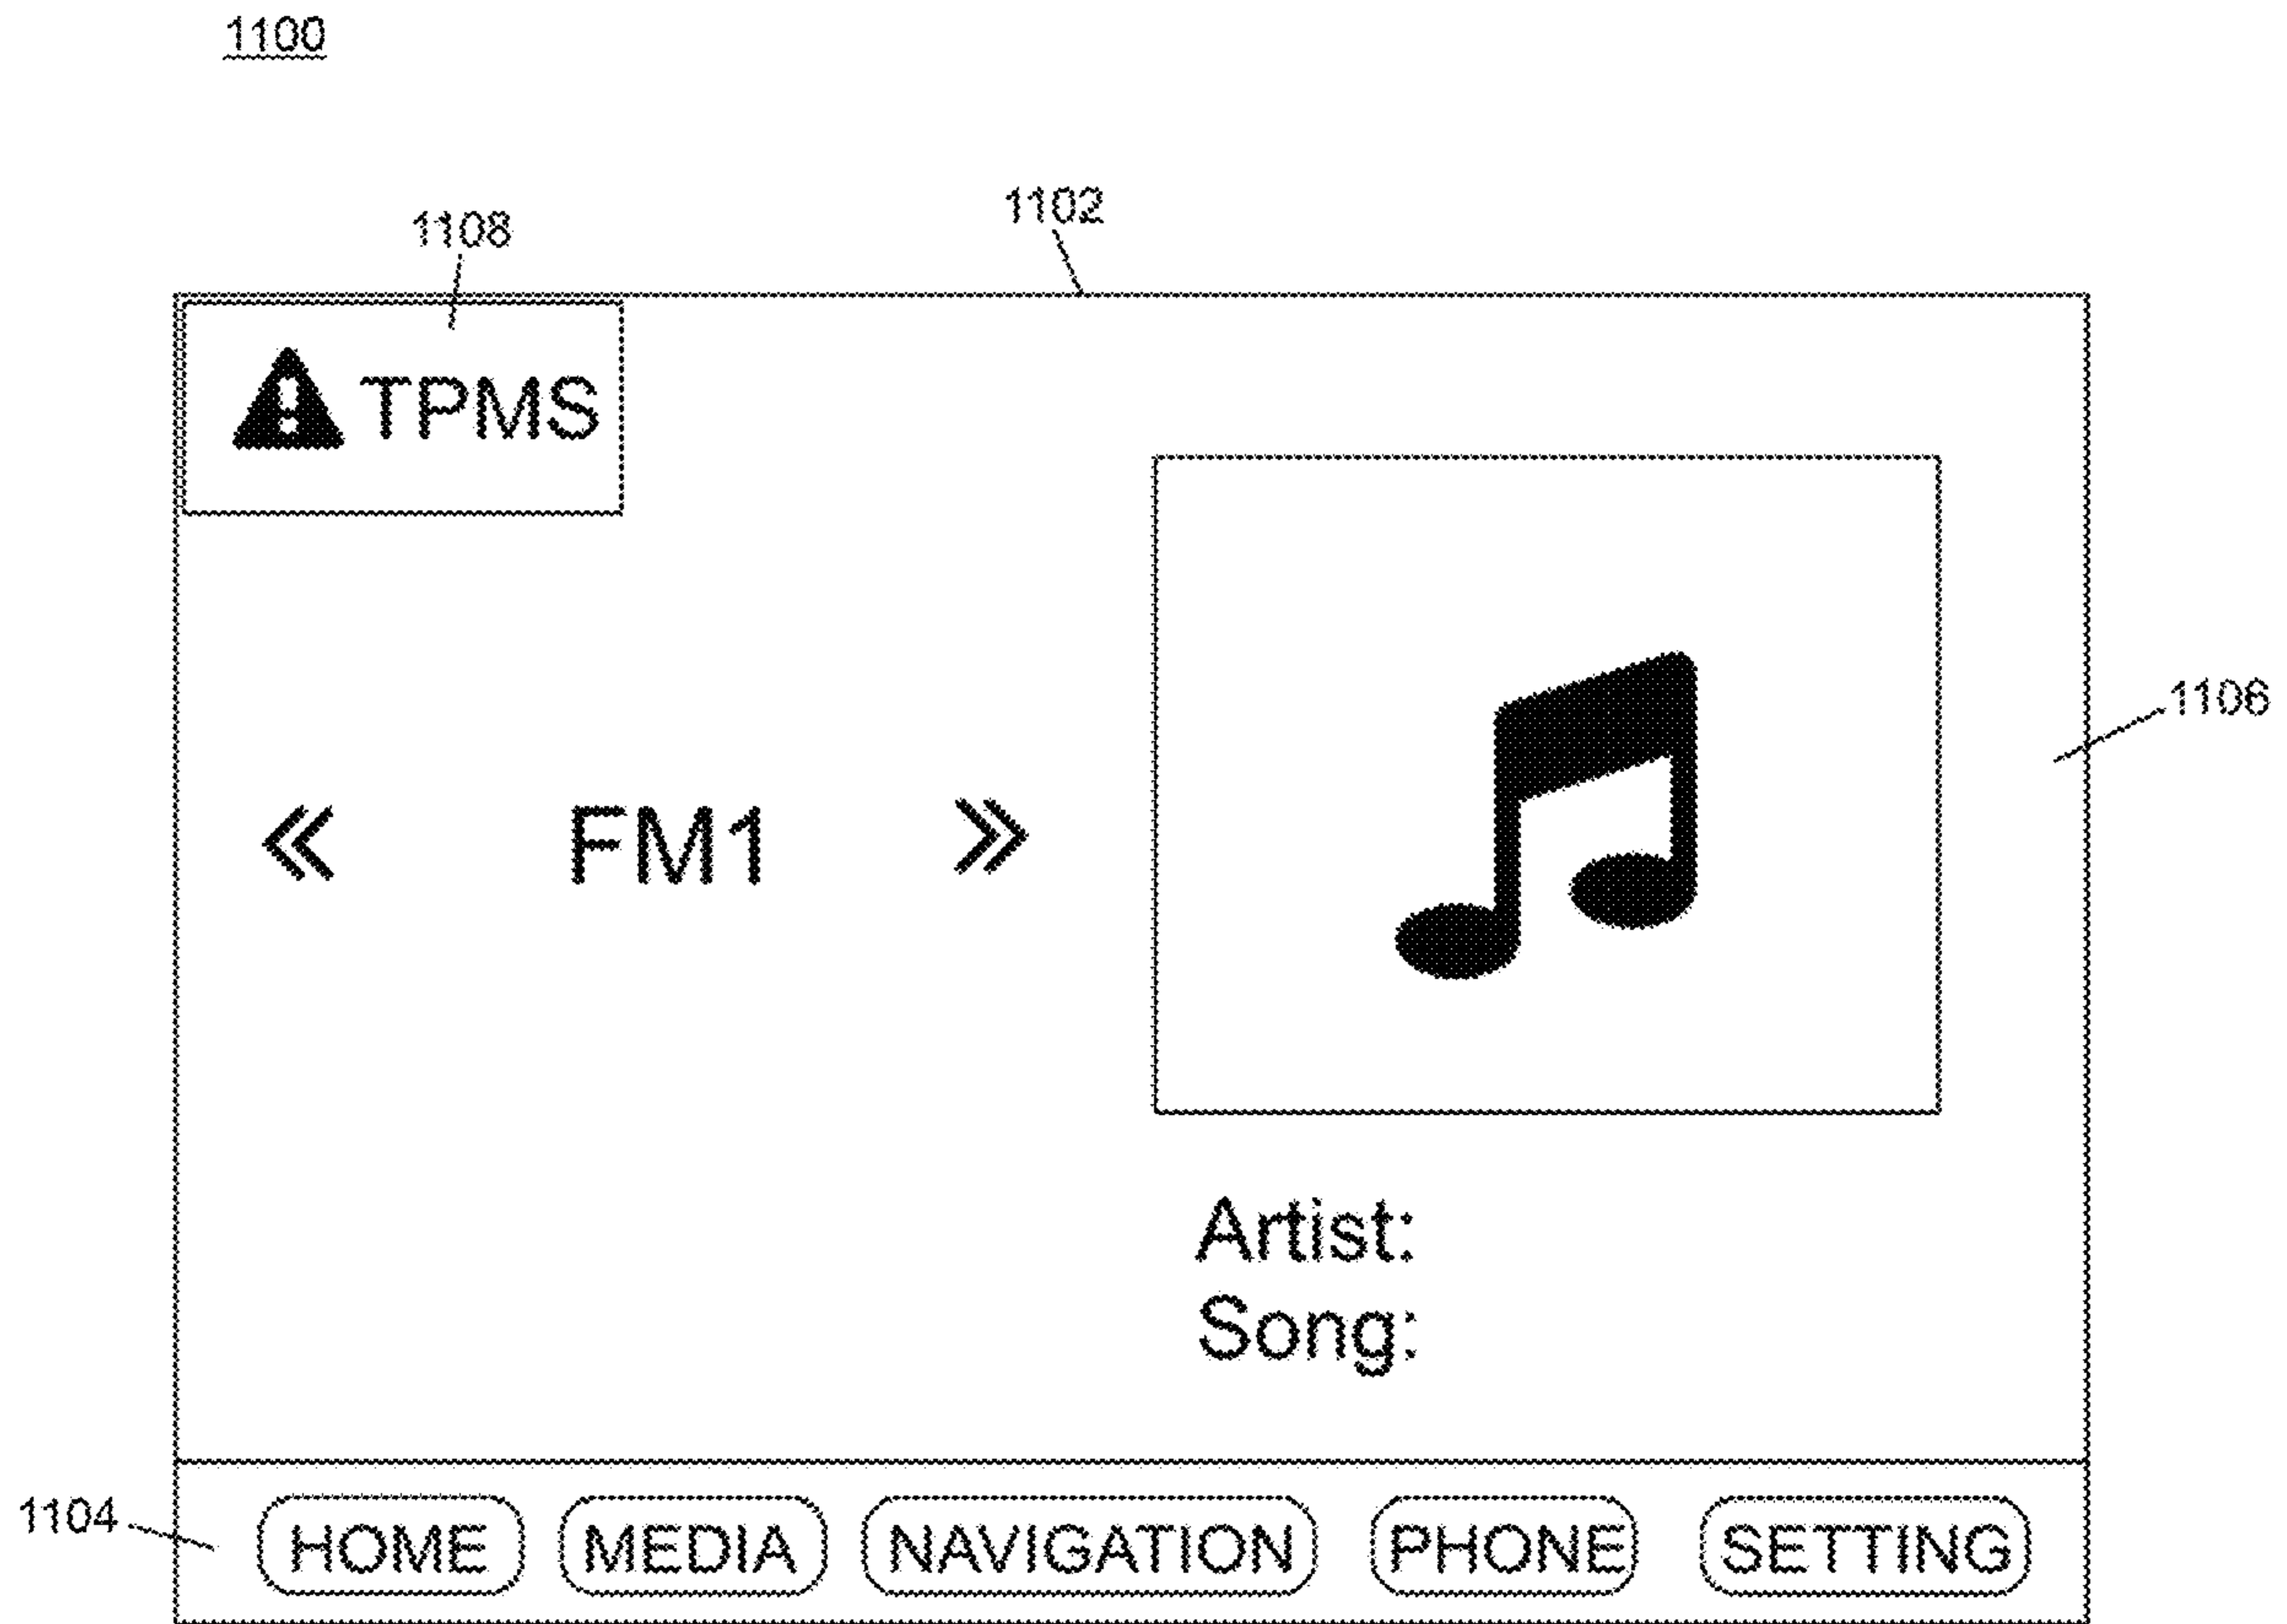 1100
1102
1108
TPMS
1106
« FM1 »
Artist:
Song:
1104
HOME MEDIA NAVIGATION PHONE SETTING